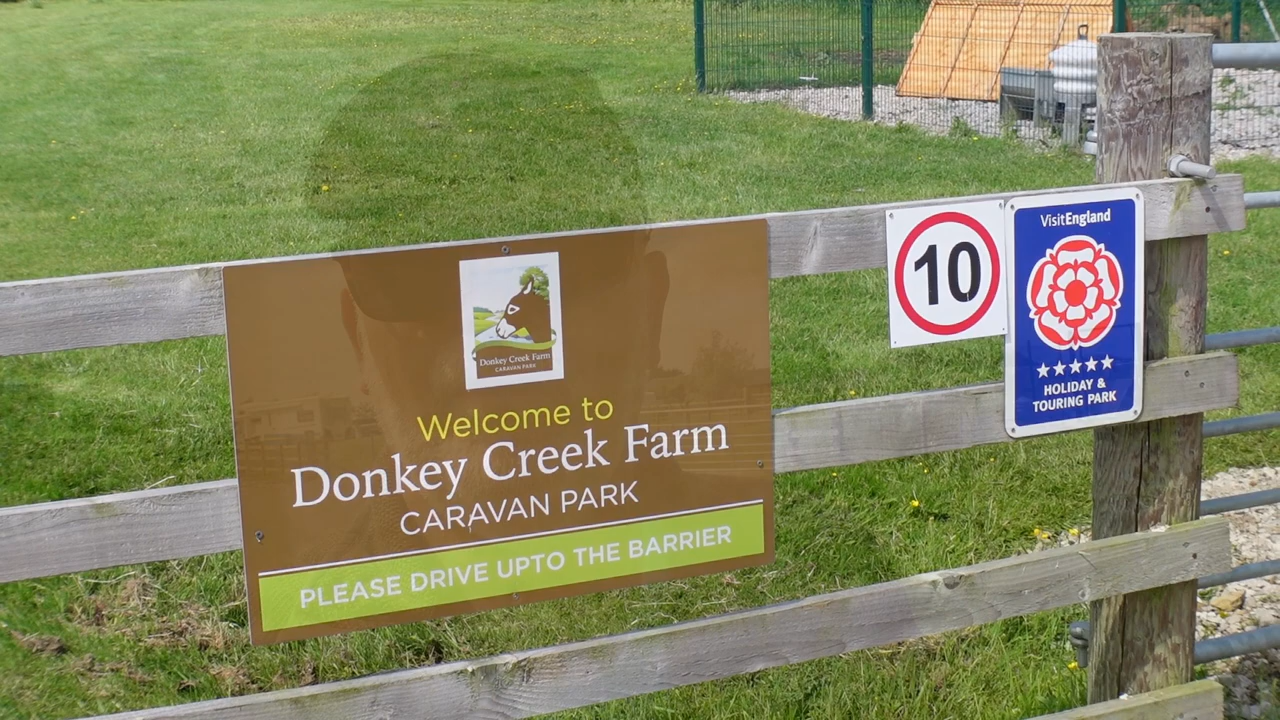 Donkey Creek Farm
CARAVAN PARK
Welcome to
Donkey Creek Farm
CARAVAN PARK
PLEASE DRIVE UPTO THE BARRIER
10
VisitEngland
HOLIDAY &
TOURING PARK